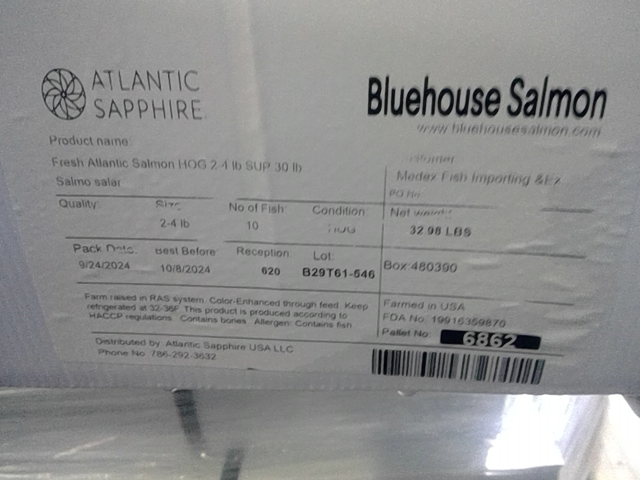 ATLANTIC
SAPPHIRE
Bluehouse Salmon
www.bluehousesalmon.com
Product name:
Fresh Atlantic Salmon HOG 2-4 lb SUP 30 lb
Salmo salar
Customer
Medex Fish Importing & Ex
PO No
Quality: Size: No of Fish: Condition
2-4 lb 10 HOG
Net weight
32.98 LBS
Pack Date: Best Before Reception: Lot:
9/24/2024 10/8/2024 620 B29T61-546
Box:480390
Farm raised in RAS system. Color-Enhanced through feed. Keep
refrigerated at 32-36F. This product is produced according to
HACCP regulations. Contains bones. Allergen: Contains fish
Farmed in USA
FDA No: 19916359870
Pallet No: 6862
Distributed by: Atlantic Sapphire USA LLC
Phone No: 786-292-3632